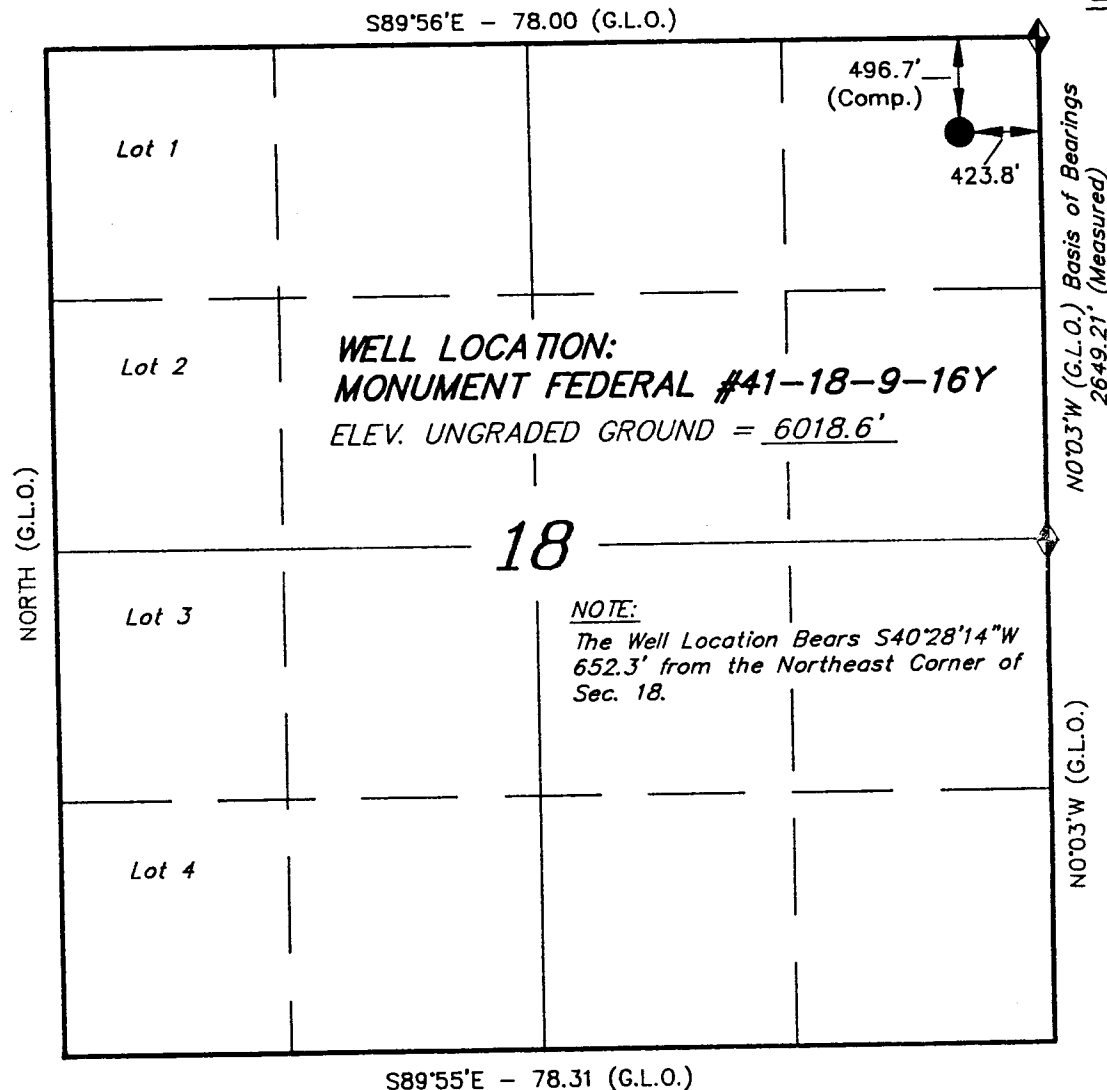 S89°56'E - 78.00 (G.L.O.)
496.7'
(Comp.)
423.8'
Lot 1
N0°03'W (G.L.O.) Basis of Bearings
2649.21' (Measured)
Lot 2
WELL LOCATION:
MONUMENT FEDERAL #41-18-9-16Y
ELEV. UNGRADED GROUND = 6018.6'
NORTH (G.L.O.)
18
Lot 3
NOTE:
The Well Location Bears S40°28'14"W
652.3' from the Northeast Corner of
Sec. 18.
N0°03'W (G.L.O.)
Lot 4
S89°55'E - 78.31 (G.L.O.)